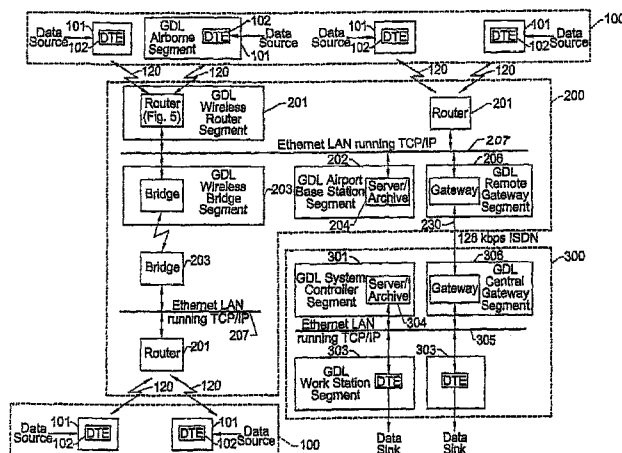 102
101
102
DTE
Data Source
GDL Airborne Segment
DTE
Data Source
101
101
102
DTE
Data Source
101
102
DTE
Data Source
100
120
120
120
120
Router (Fig. 5)
GDL Wireless Router Segment
201
Router
201
200
Ethernet LAN running TCP/IP
207
Bridge
GDL Wireless Bridge Segment
203
202
GDL Airport Base Station Segment
Server/Archive
204
206
Gateway
GDL Remote Gateway Segment
230
128 kbps ISDN
Bridge
203
Ethernet LAN running TCP/IP
207
Router
201
301
GDL System Controller Segment
Server/Archive
304
306
Gateway
GDL Central Gateway Segment
300
Ethernet LAN running TCP/IP
305
303
GDL Work Station Segment
DTE
303
DTE
Data Sink
Data Sink
120
120
Data Source
101
102
DTE
DTE
101
102
Data Source
100